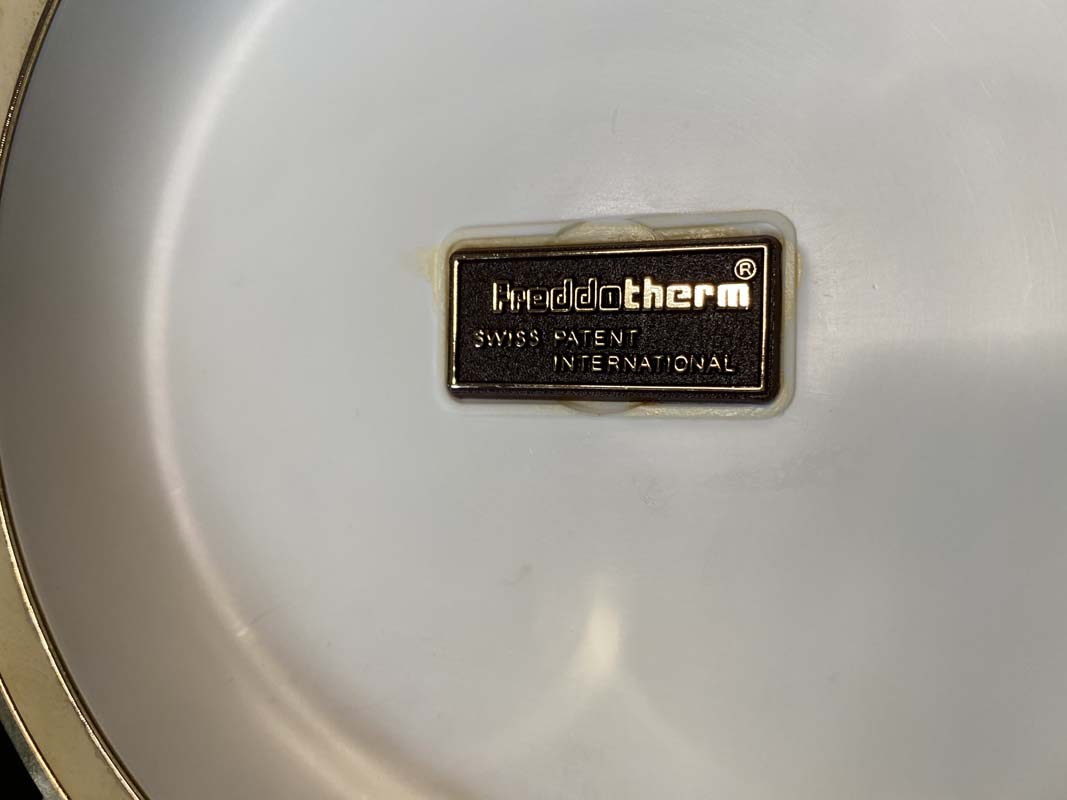 Freddotherm®
SWISS PATENT
INTERNATIONAL